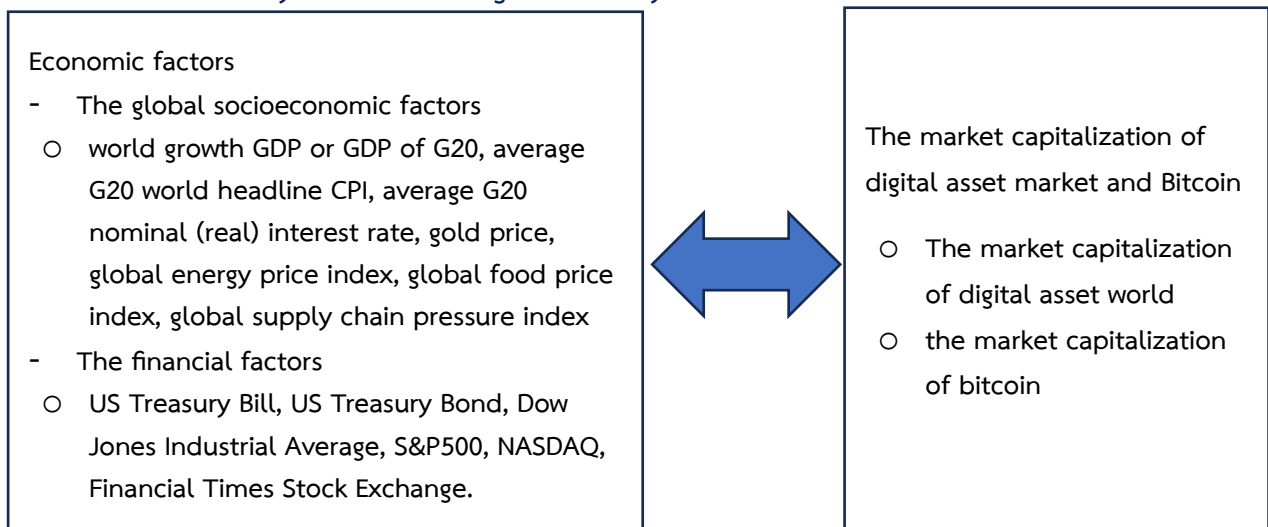 Economic factors
- The global socioeconomic factors
○ world growth GDP or GDP of G20, average
G20 world headline CPI, average G20
nominal (real) interest rate, gold price,
global energy price index, global food price
index, global supply chain pressure index
- The financial factors
○ US Treasury Bill, US Treasury Bond, Dow
Jones Industrial Average, S&P500, NASDAQ,
Financial Times Stock Exchange.
The market capitalization of
digital asset market and Bitcoin
○ The market capitalization
of digital asset world
○ the market capitalization
of bitcoin